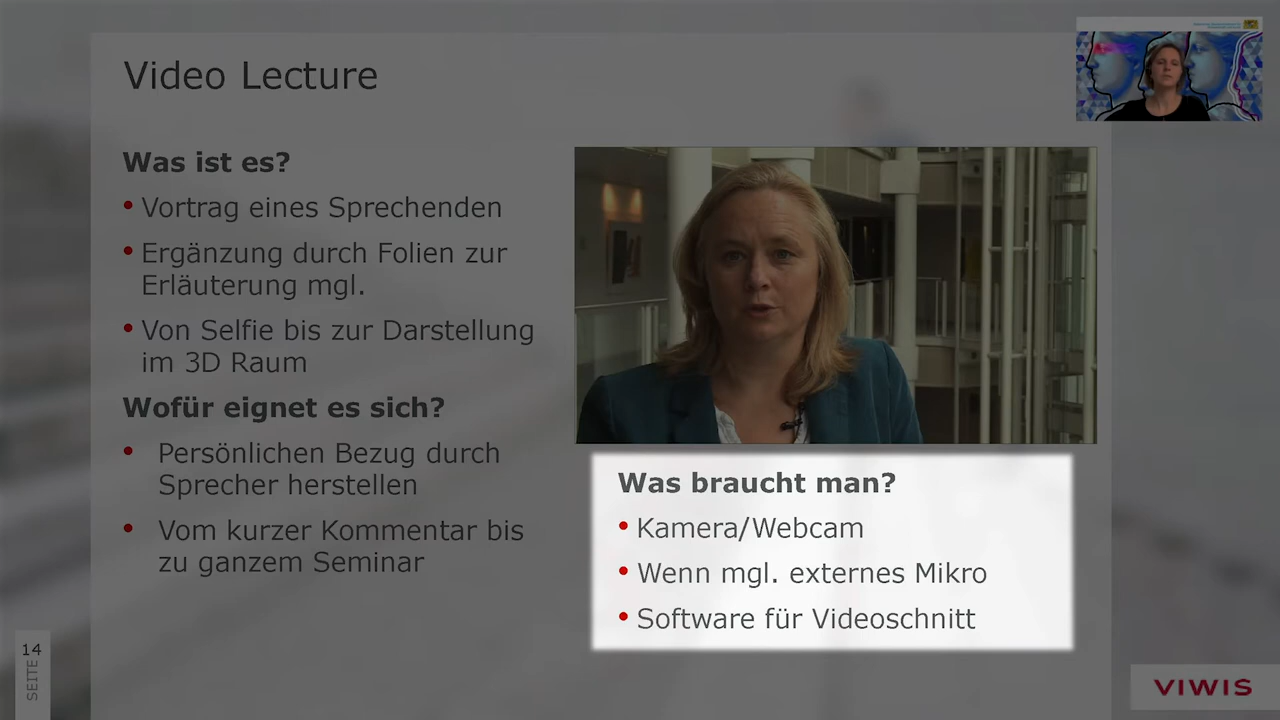 Video Lecture
Was ist es?
• Vortrag eines Sprechenden
• Ergänzung durch Folien zur
Erläuterung mgl.
• Von Selfie bis zur Darstellung
im 3D Raum
Wofür eignet es sich?
• Persönlichen Bezug durch
Sprecher herstellen
• Vom kurzer Kommentar bis
zu ganzem Seminar
Was braucht man?
• Kamera/Webcam
• Wenn mgl. externes Mikro
• Software für Videoschnitt
14
SEITE
VIWIS